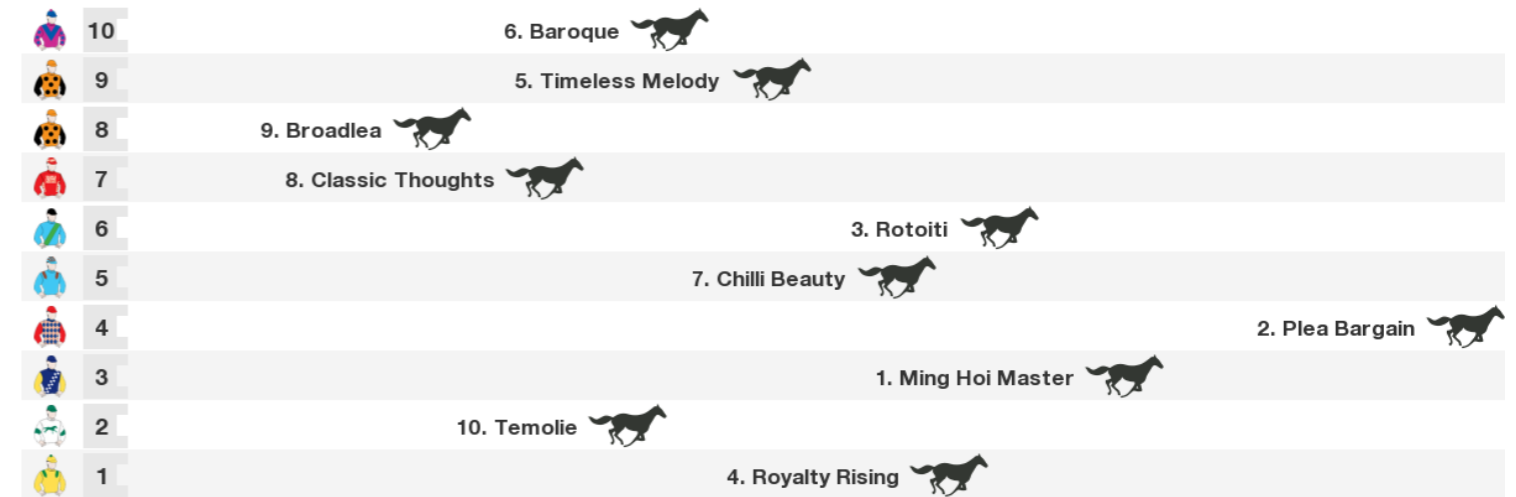 10 6. Baroque
9 5. Timeless Melody
8 9. Broadlea
7 8. Classic Thoughts
6 3. Rotoiti
5 7. Chilli Beauty
4 2. Plea Bargain
3 1. Ming Hoi Master
2 10. Temolie
1 4. Royalty Rising